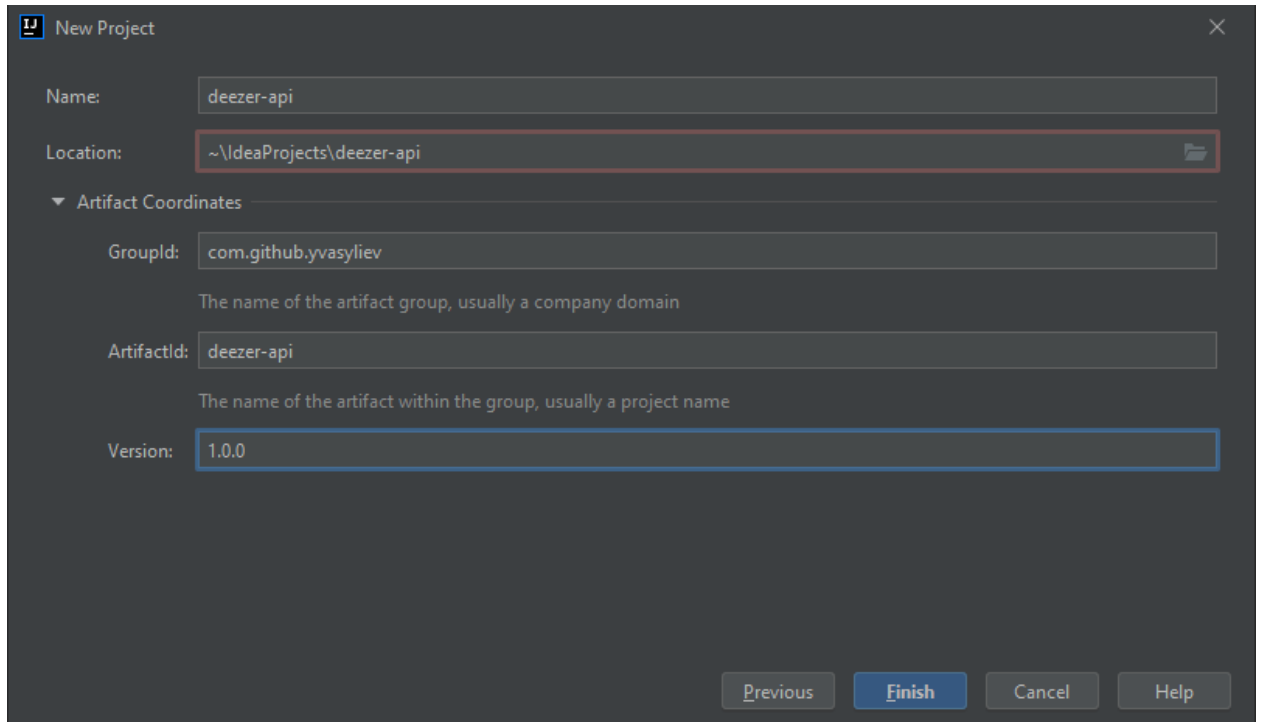 IJ New Project
Name: deezer-api
Location: ~\IdeaProjects\deezer-api
Artifact Coordinates
GroupId: com.github.yvasyliev
The name of the artifact group, usually a company domain
ArtifactId: deezer-api
The name of the artifact within the group, usually a project name
Version: 1.0.0
Previous Finish Cancel Help